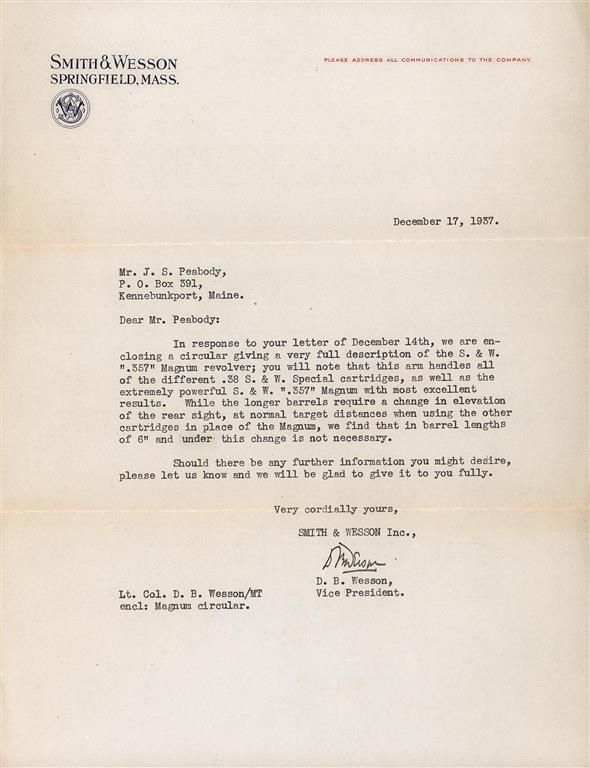 SMITH & WESSON
SPRINGFIELD, MASS.
PLEASE ADDRESS ALL COMMUNICATIONS TO THE COMPANY.
December 17, 1937.
Mr. J. S. Peabody,
P. O. Box 391,
Kennebunkport, Maine.
Dear Mr. Peabody:
In response to your letter of December 14th, we are en-
closing a circular giving a very full description of the S. & W.
".357" Magnum revolver; you will note that this arm handles all
of the different .38 S. & W. Special cartridges, as well as the
extremely powerful S. & W. ".357" Magnum with most excellent
results. While the longer barrels require a change in elevation
of the rear sight, at normal target distances when using the other
cartridges in place of the Magnum, we find that in barrel lengths
of 6" and under this change is not necessary.
Should there be any further information you might desire,
please let us know and we will be glad to give it to you fully.
Very cordially yours,
SMITH & WESSON Inc.,
D. B. Wesson,
Vice President.
Lt. Col. D. B. Wesson/MT
encl: Magnum circular.